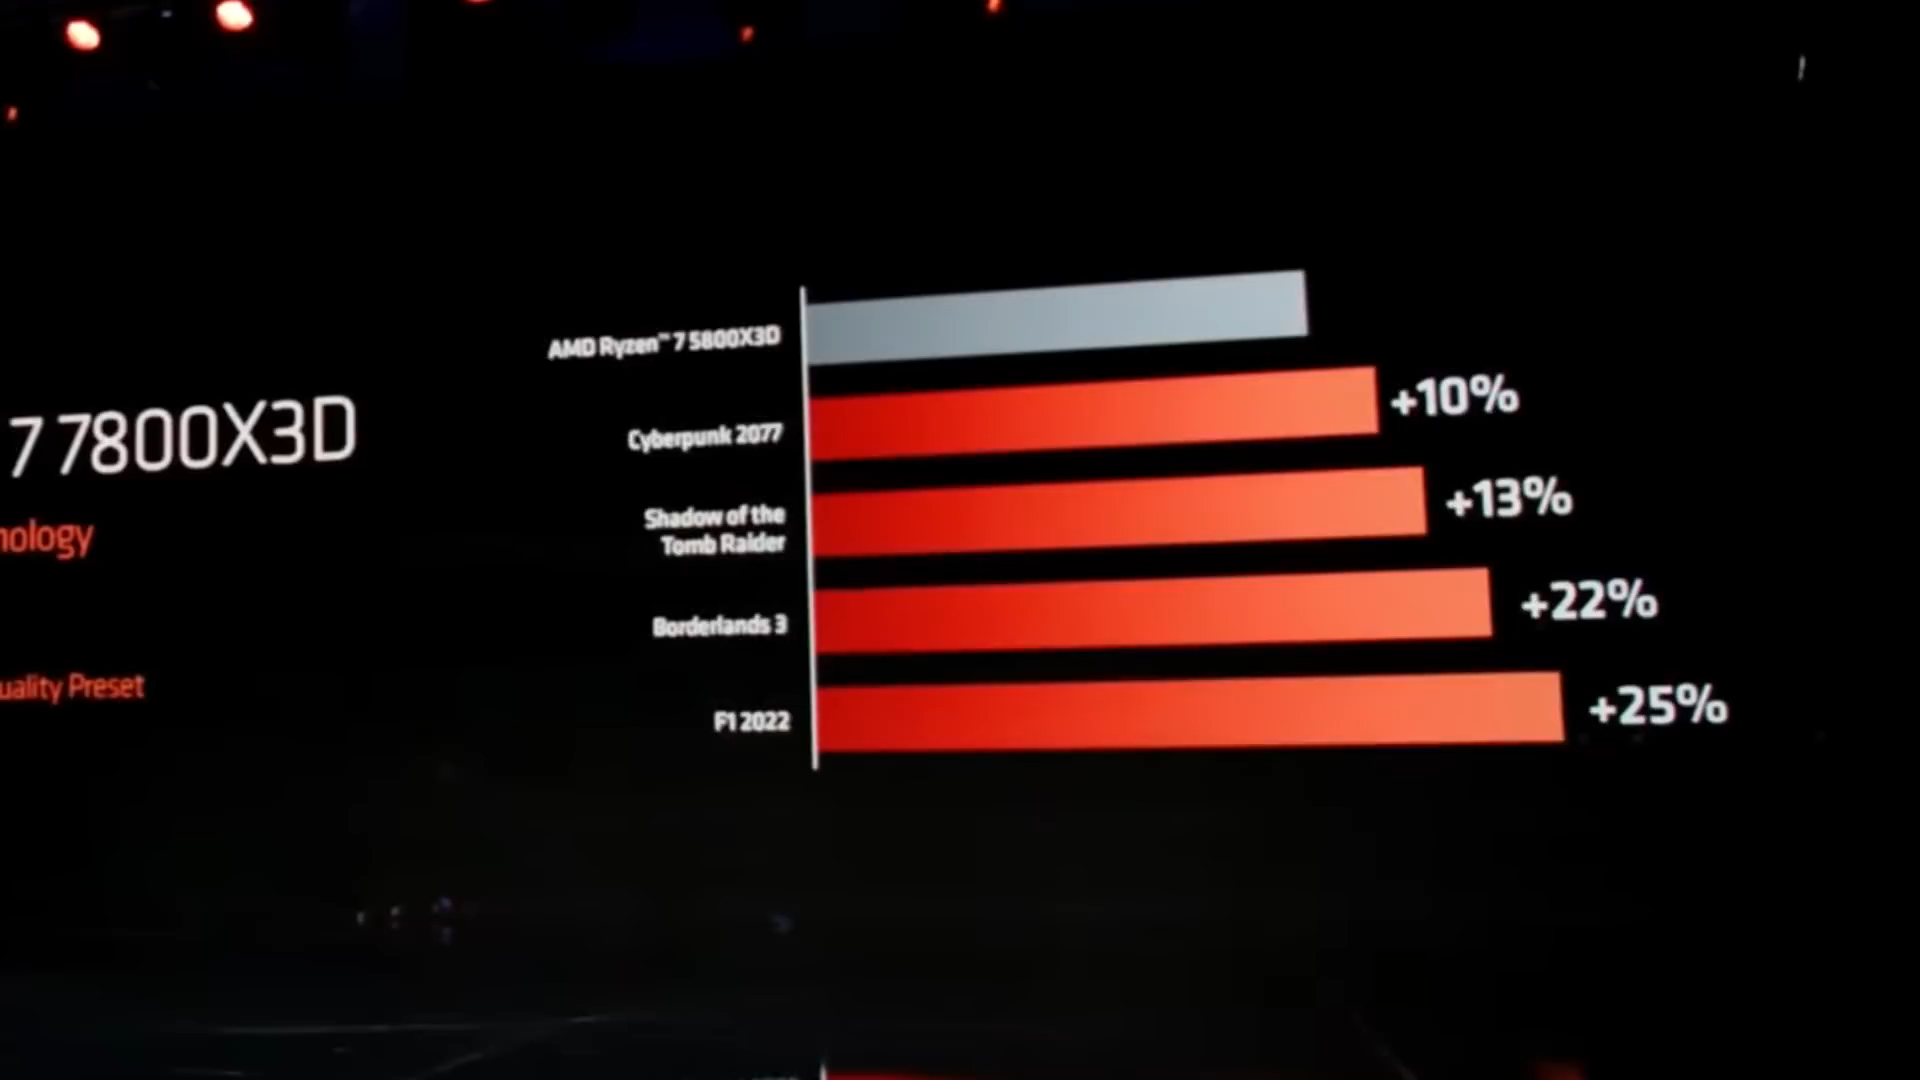 7 7800X3D
nology
uality Preset
AMD Ryzen™ 7 5800X3D
Cyberpunk 2077
+10%
Shadow of the
Tomb Raider
+13%
Borderlands 3
+22%
F1 2022
+25%